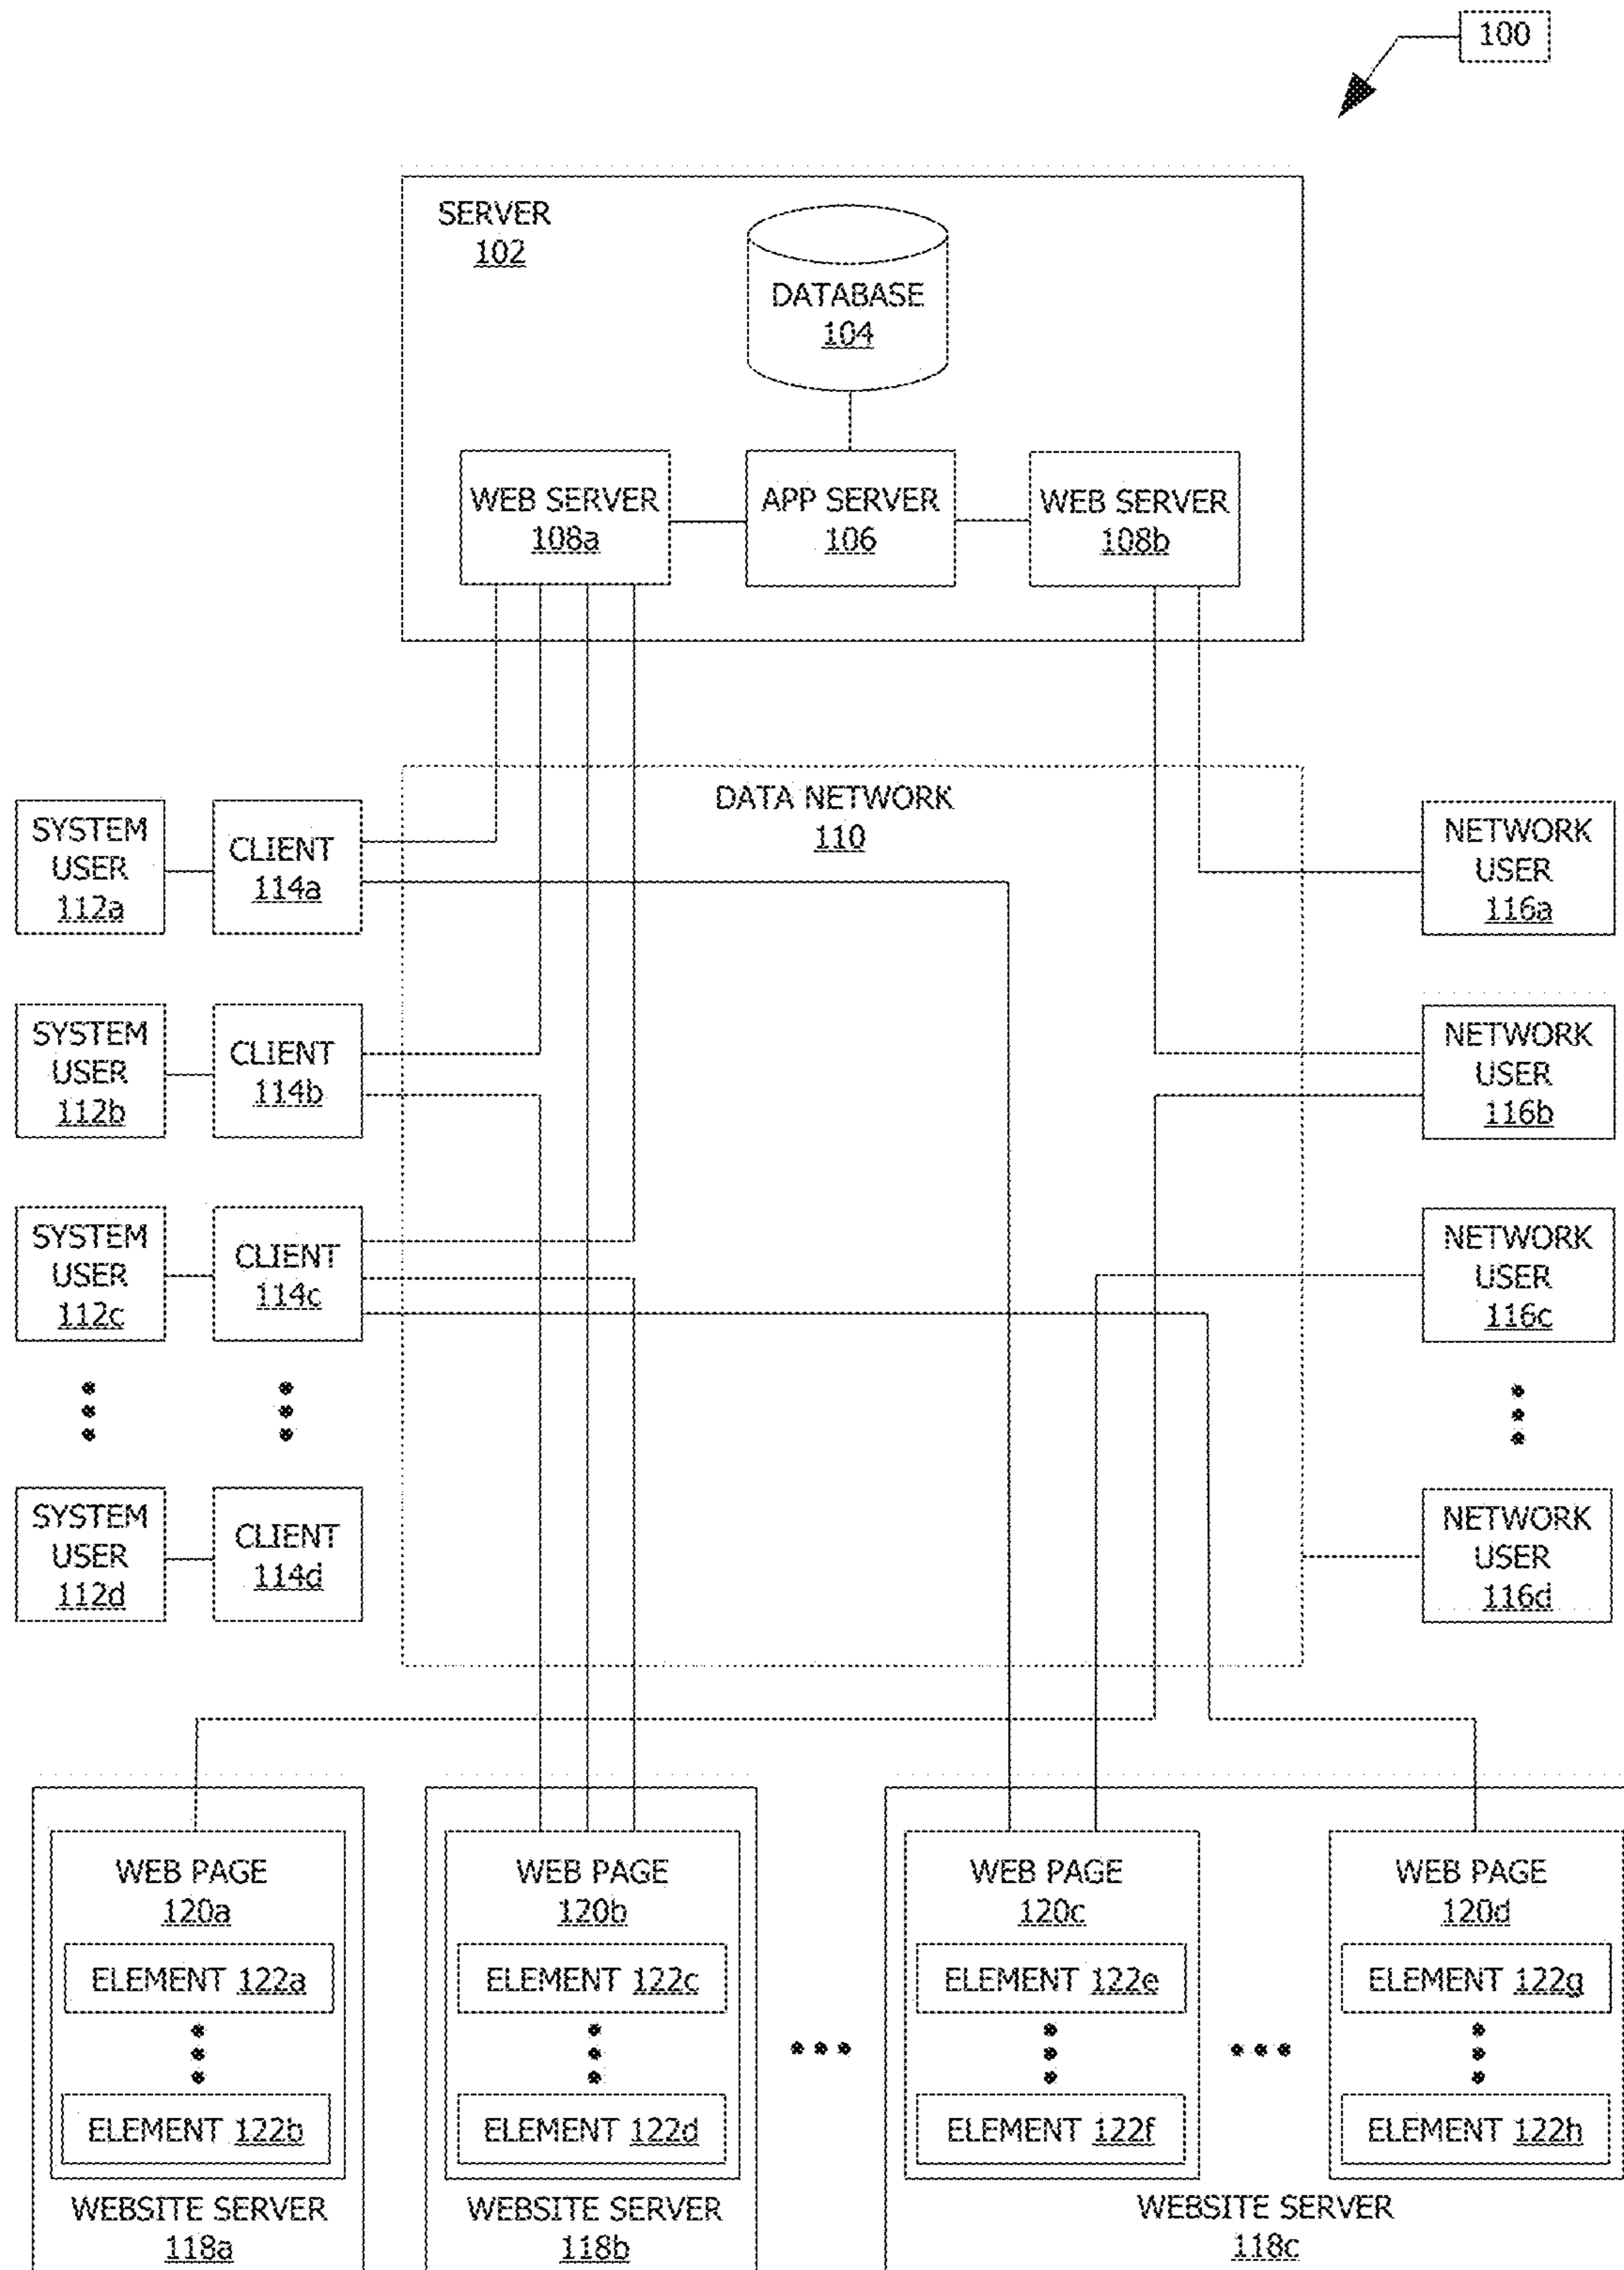 100
SERVER
102
DATABASE
104
WEB SERVER
108a
APP SERVER
106
WEB SERVER
108b
DATA NETWORK
110
SYSTEM
USER
112a
CLIENT
114a
NETWORK
USER
116a
SYSTEM
USER
112b
CLIENT
114b
NETWORK
USER
116b
SYSTEM
USER
112c
CLIENT
114c
NETWORK
USER
116c
SYSTEM
USER
112d
CLIENT
114d
NETWORK
USER
116d
WEB PAGE
120a
ELEMENT 122a
ELEMENT 122b
WEBSITE SERVER
118a
WEB PAGE
120b
ELEMENT 122c
ELEMENT 122d
WEBSITE SERVER
118b
WEB PAGE
120c
ELEMENT 122e
ELEMENT 122f
WEB PAGE
120d
ELEMENT 122g
ELEMENT 122h
WEBSITE SERVER
118c